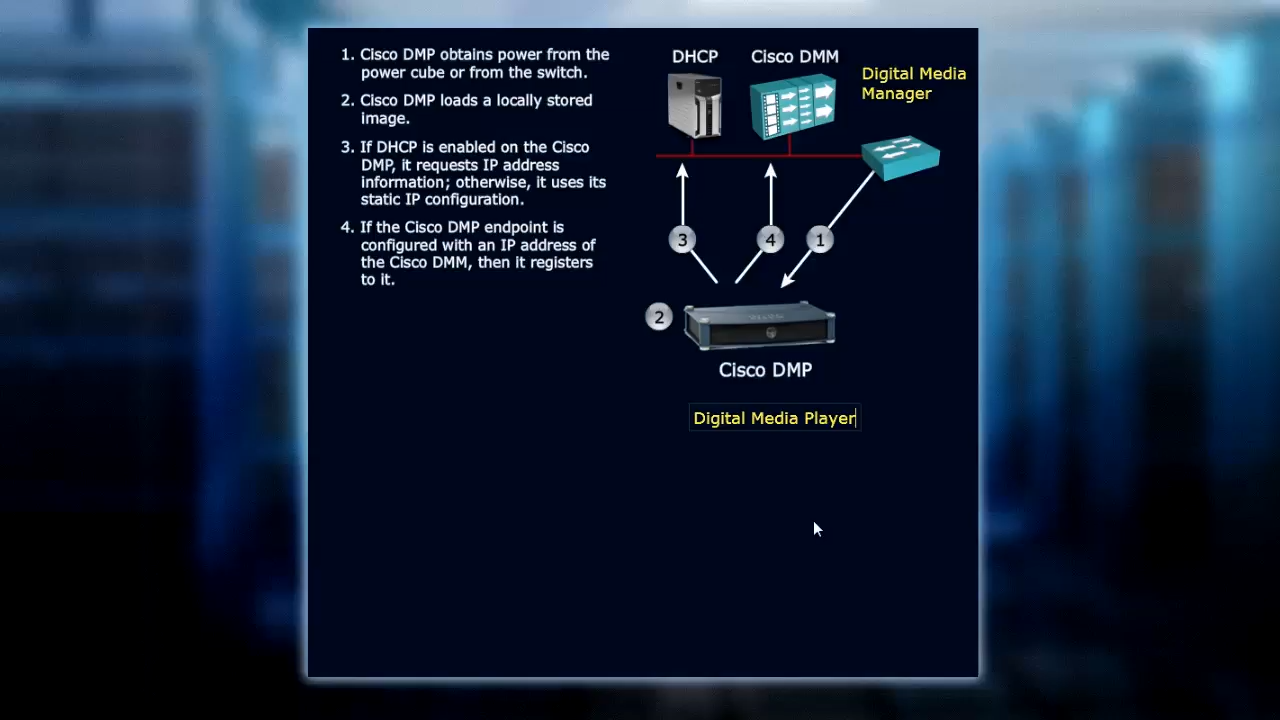 1. Cisco DMP obtains power from the
power cube or from the switch.
2. Cisco DMP loads a locally stored
image.
3. If DHCP is enabled on the Cisco
DMP, it requests IP address
information; otherwise, it uses its
static IP configuration.
4. If the Cisco DMP endpoint is
configured with an IP address of
the Cisco DMM, then it registers
to it.
DHCP
Cisco DMM
Digital Media
Manager
3
4
1
2
Cisco DMP
Digital Media Player